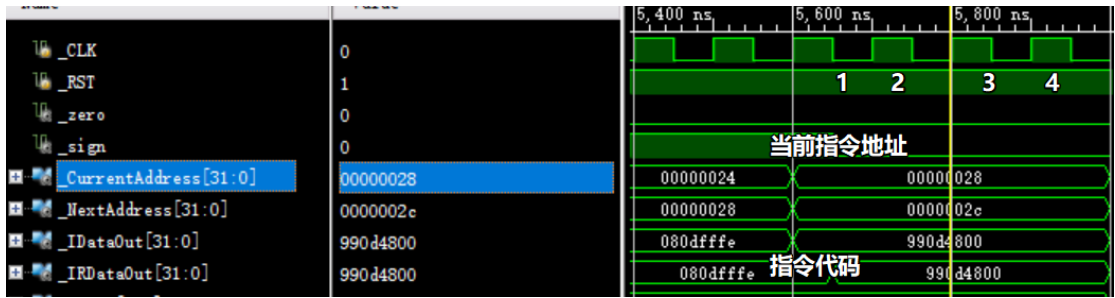 Name Value
5,400 ns 5,600 ns 5,800 ns
_CLK 0
_RST 1 1 2 3 4
_zero 0
_sign 0
当前指令地址
_CurrentAddress[31:0] 00000028 00000024 00000028
_NextAddress[31:0] 0000002c 00000028 0000002c
_IDataOut[31:0] 990d4800 080dfffe 990d4800
指令代码
_IRDataOut[31:0] 990d4800 080dfffe 990d4800